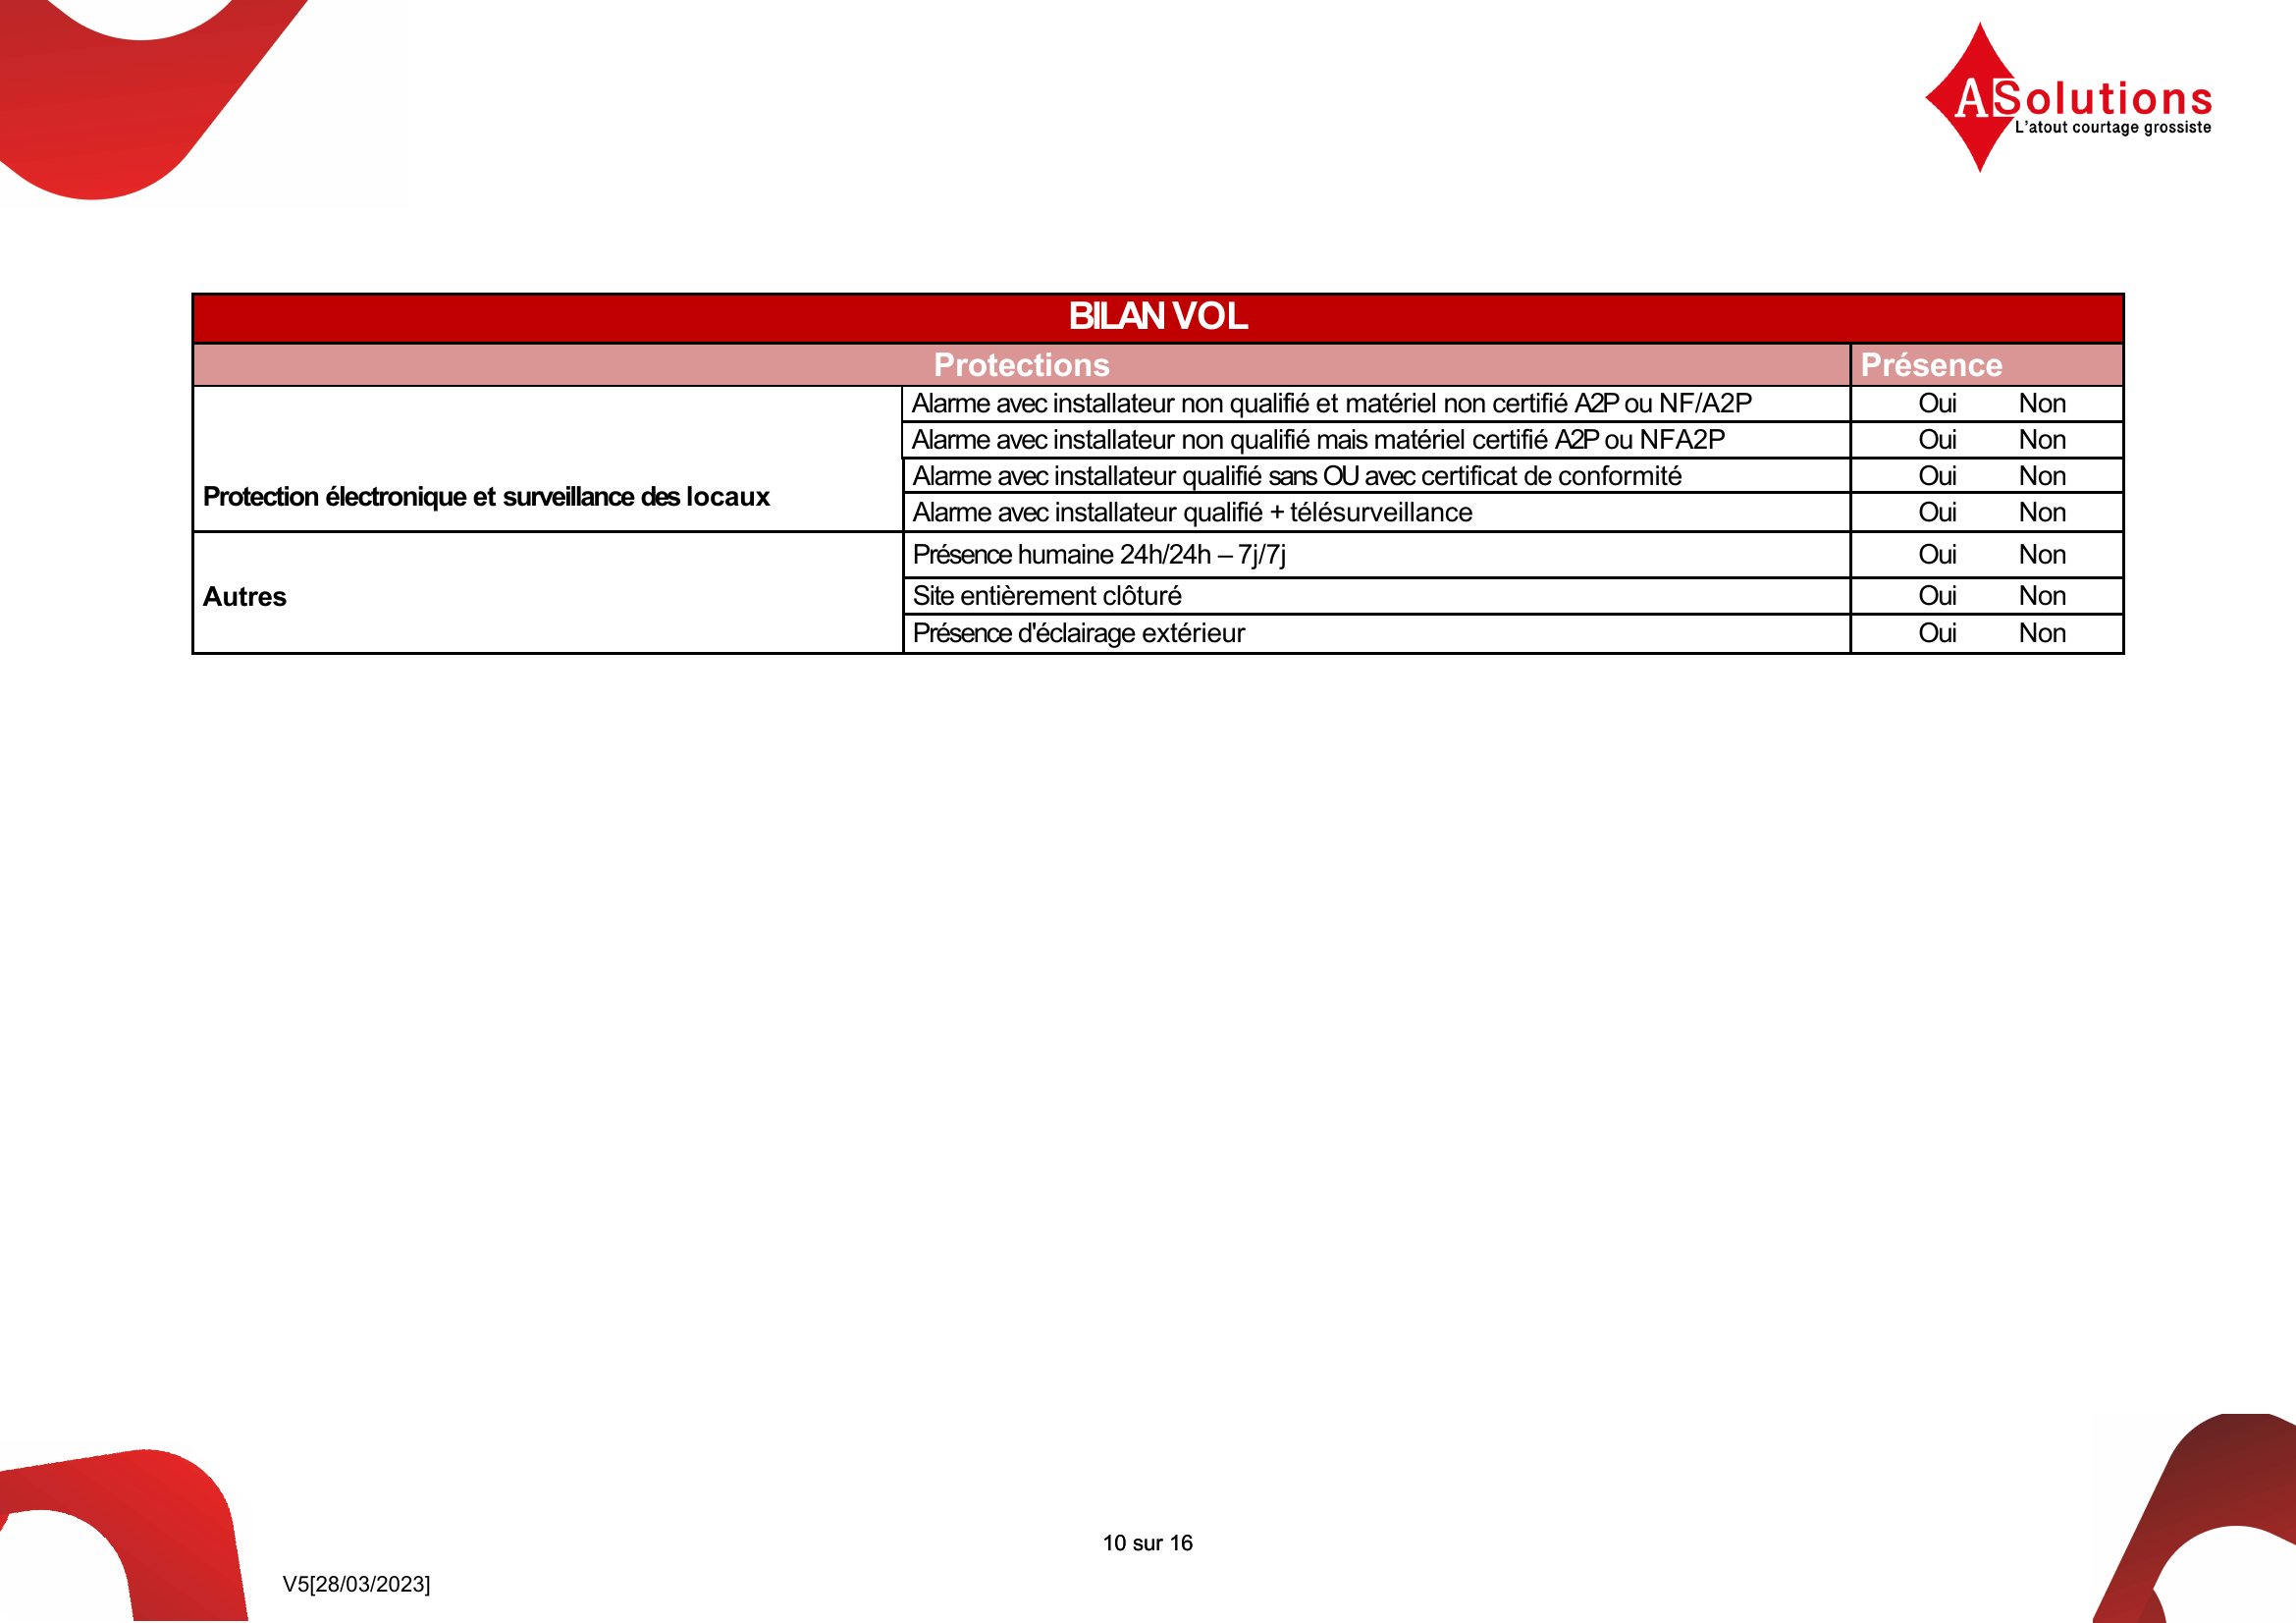 ASolutions
L'atout courtage grossiste
BILAN VOL
Protections Présence
Protection électronique et surveillance des locaux
Alarme avec installateur non qualifié et matériel non certifié A2P ou NF/A2P Oui Non
Alarme avec installateur non qualifié mais matériel certifié A2P ou NFA2P Oui Non
Alarme avec installateur qualifié sans OU avec certificat de conformité Oui Non
Alarme avec installateur qualifié + télésurveillance Oui Non
Autres
Présence humaine 24h/24h – 7j/7j Oui Non
Site entièrement clôturé Oui Non
Présence d'éclairage extérieur Oui Non
10 sur 16
V5[28/03/2023]